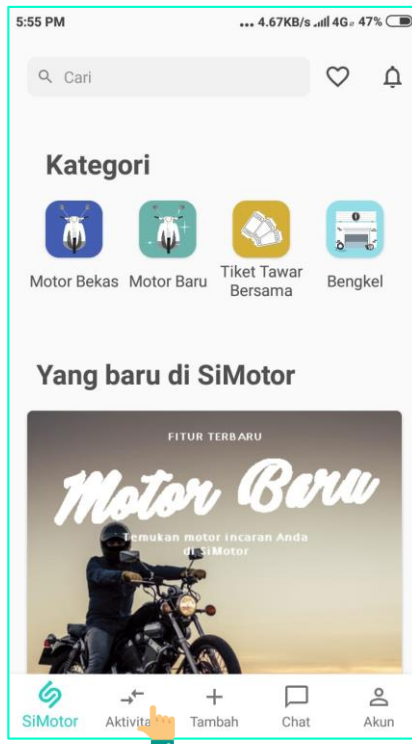 5:55 PM ... 4.67KB/s 4G 47%
Cari
Kategori
Motor Bekas Motor Baru Tiket Tawar Bersama Bengkel
Yang baru di SiMotor
FITUR TERBARU
Motor Baru
Temukan motor incaran Anda
di SiMotor
SiMotor Aktivita Tambah Chat Akun